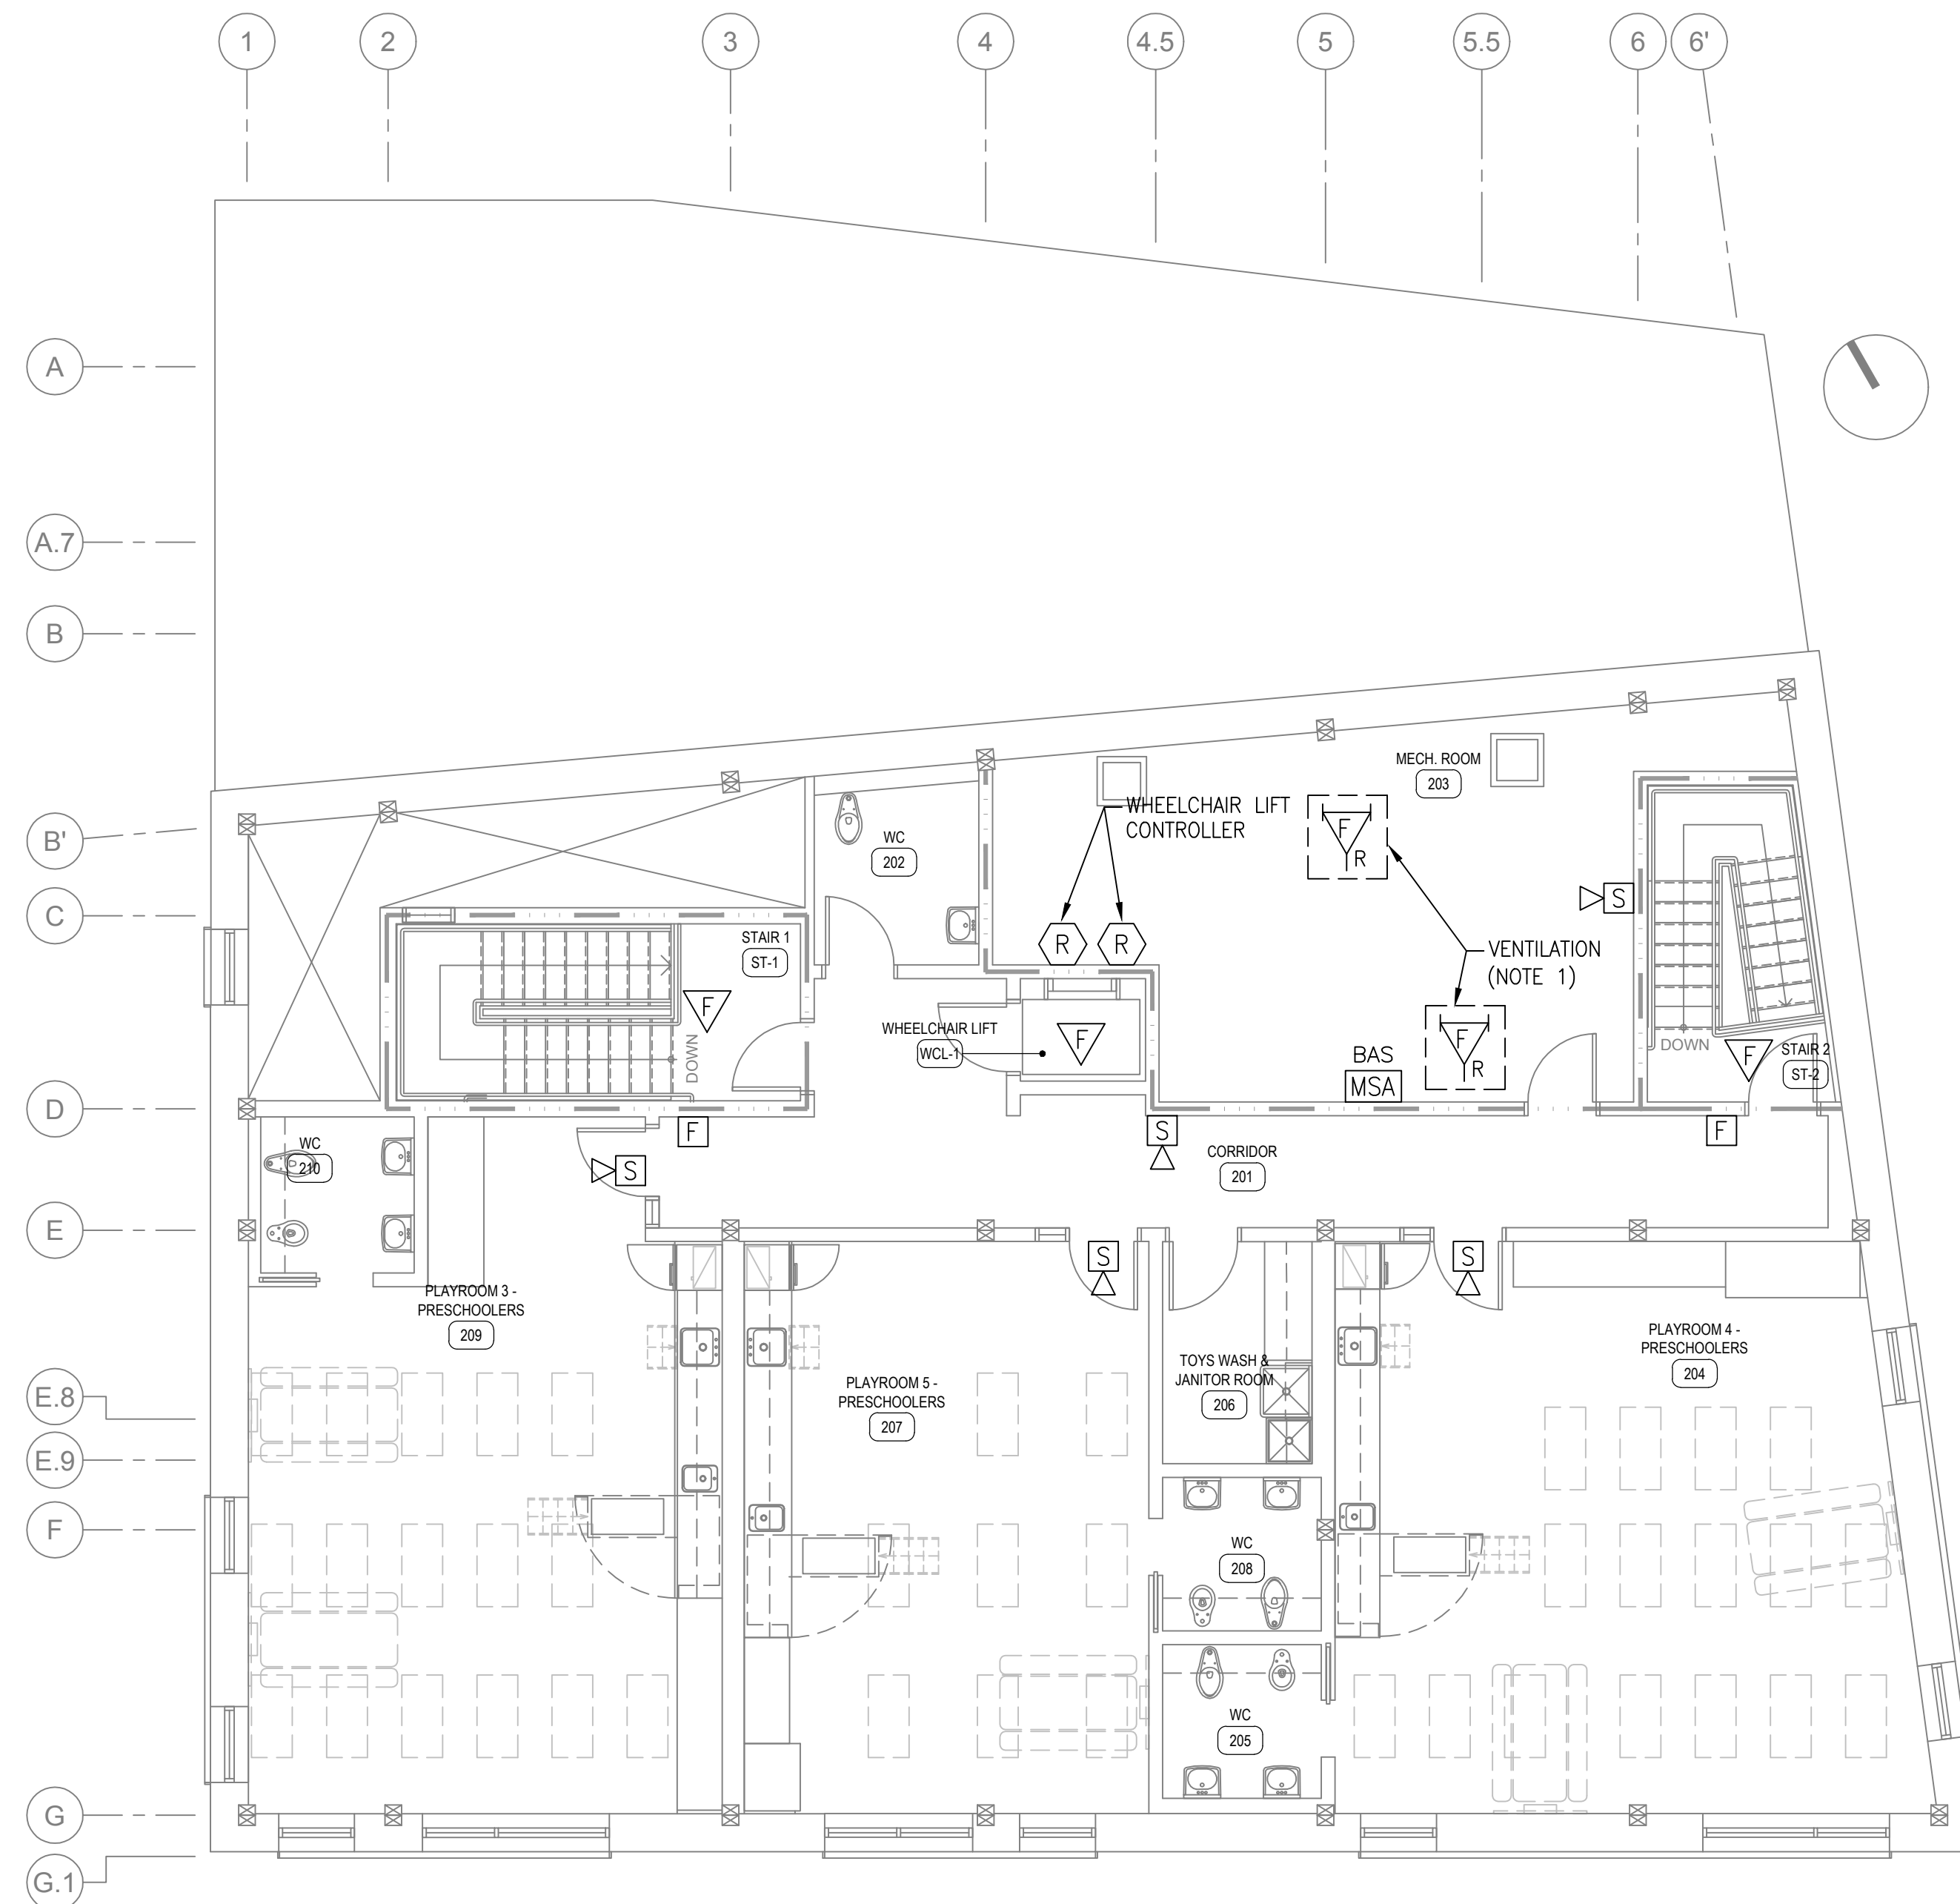 1
2
3
4
4.5
5
5.5
6
6'
A
A.7
B
B'
C
D
E
E.8
E.9
F
G
G.1
MECH. ROOM
203
WHEELCHAIR LIFT
CONTROLLER
F
R
WC
202
S
R
R
STAIR 1
ST-1
VENTILATION
(NOTE 1)
F
DOWN
WHEELCHAIR LIFT
WCL-1
F
BAS
MSA
F
R
DOWN
F
STAIR 2
ST-2
F
S
F
WC
210
S
CORRIDOR
201
S
S
PLAYROOM 3 -
PRESCHOOLERS
209
PLAYROOM 5 -
PRESCHOOLERS
207
TOYS WASH &
JANITOR ROOM
206
PLAYROOM 4 -
PRESCHOOLERS
204
WC
208
WC
205